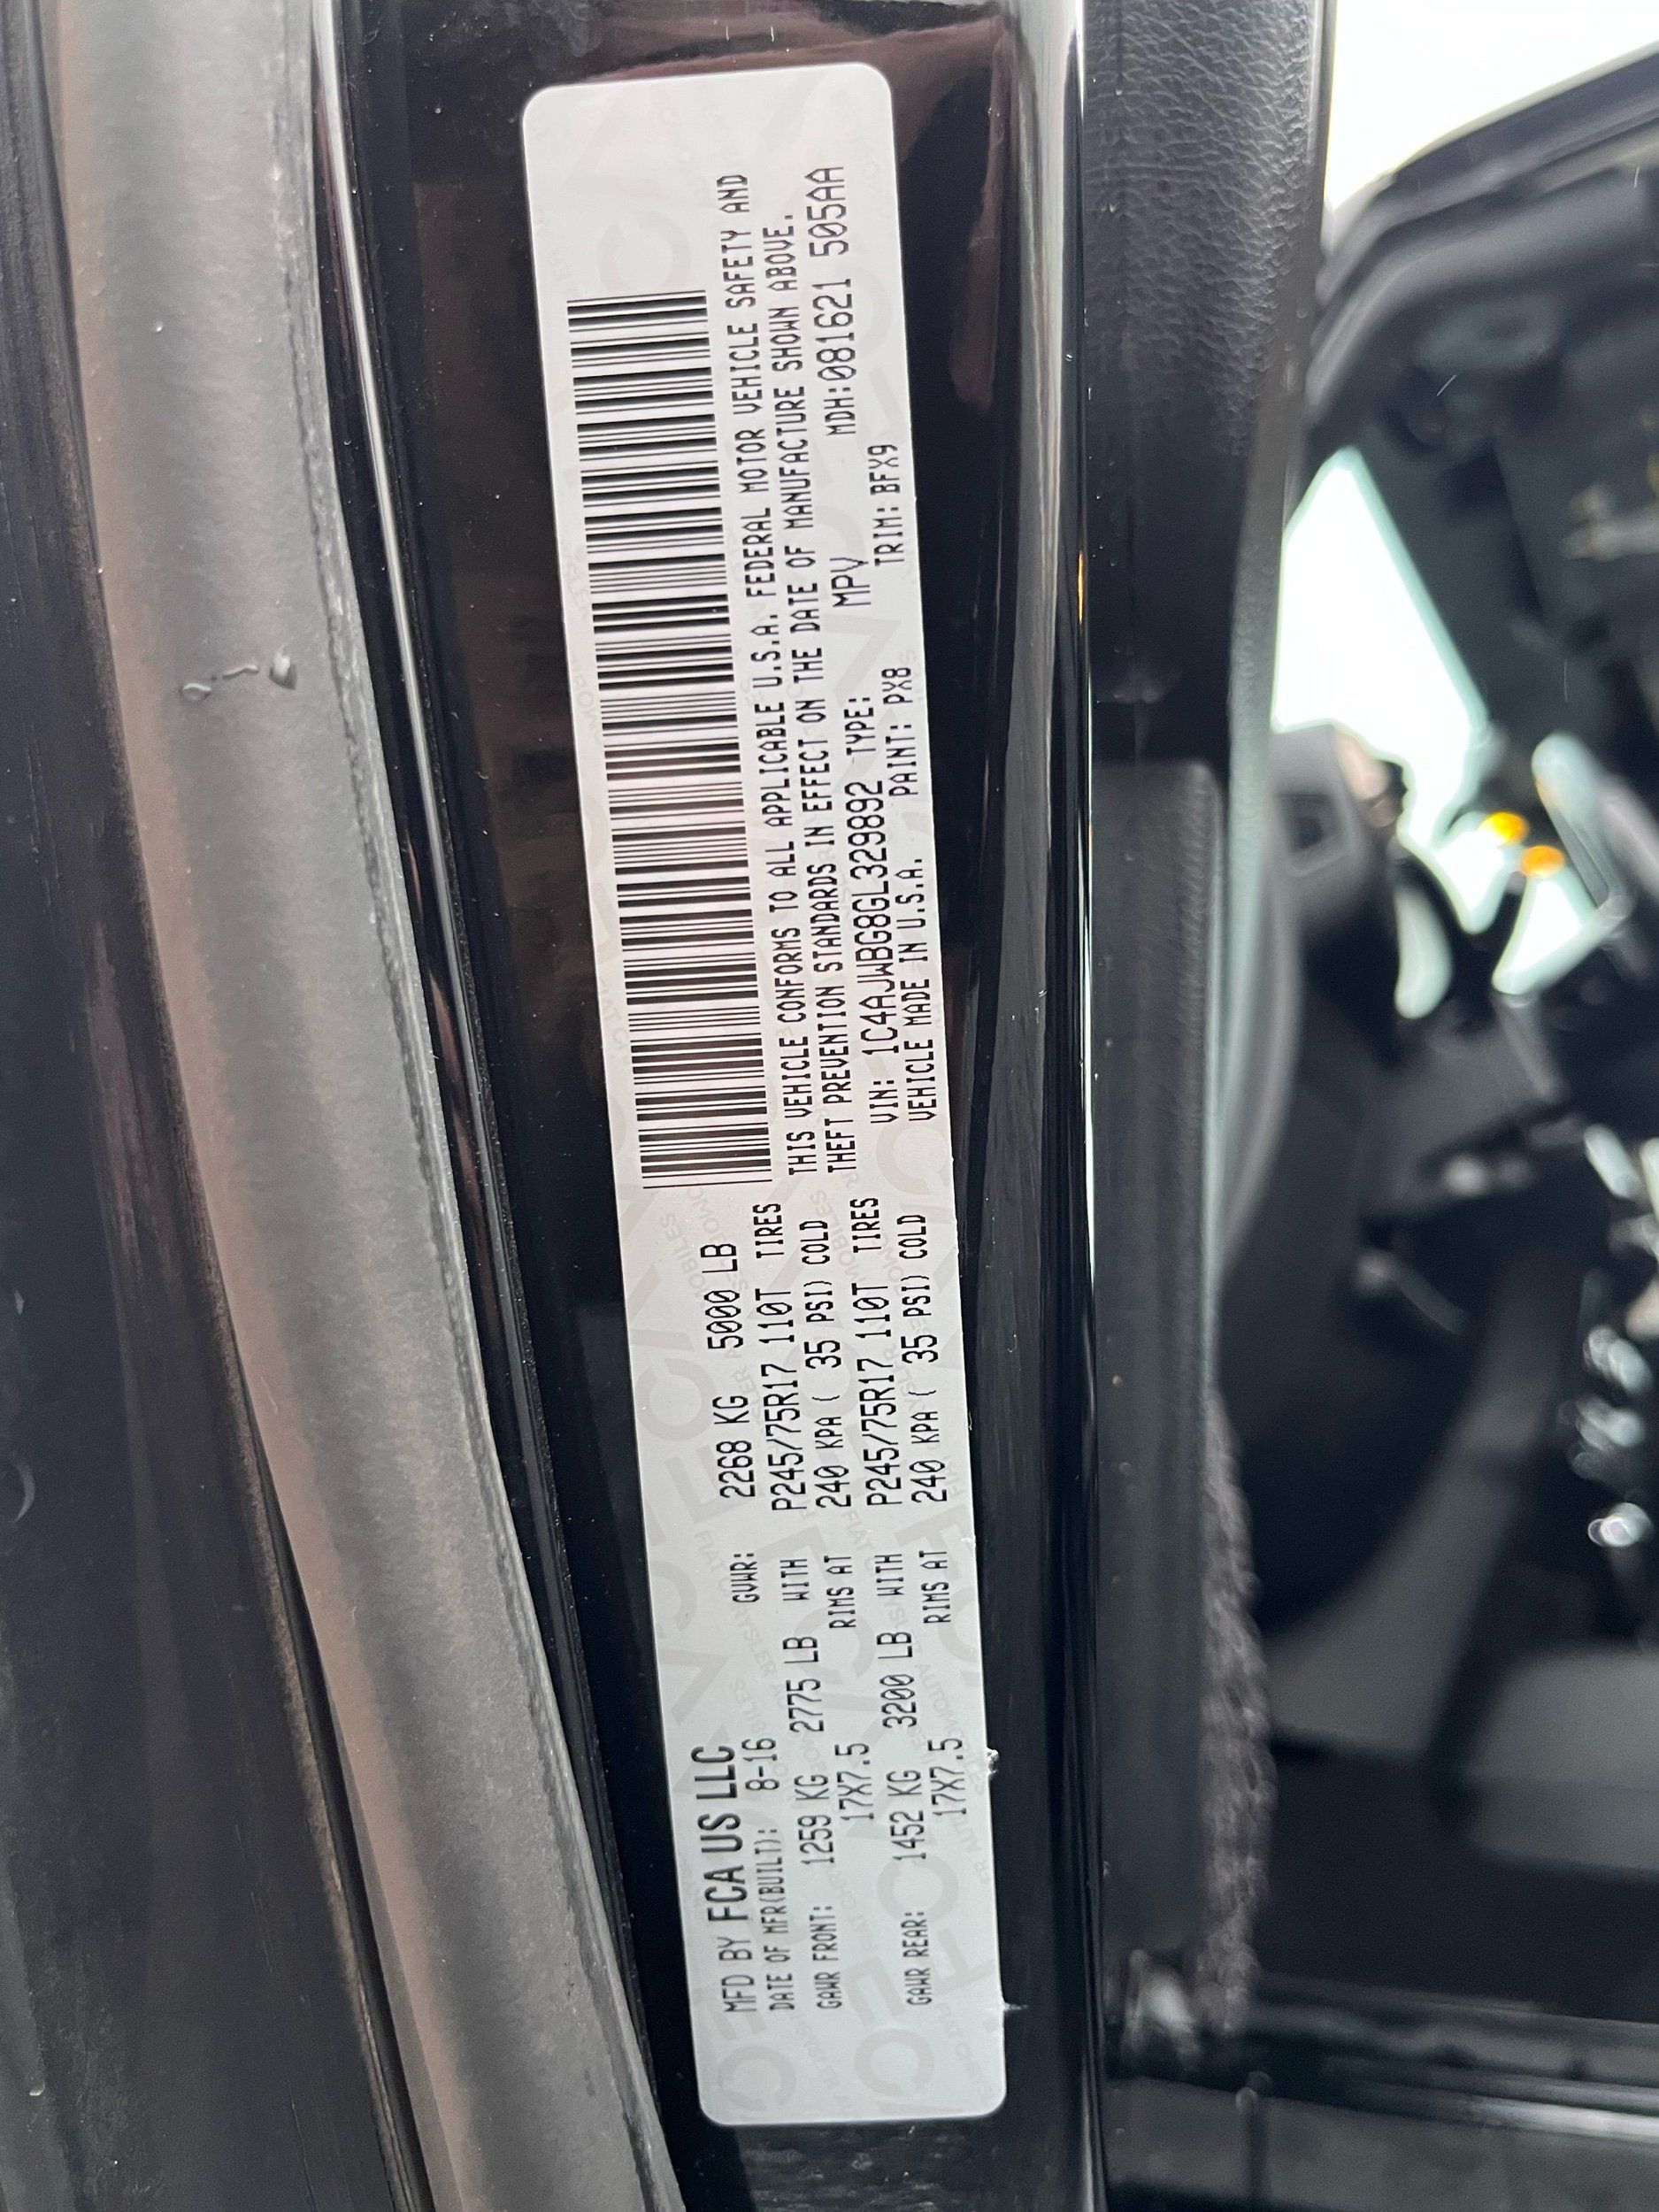 MFD BY FCA US LLC
DATE OF MFR(BUILT): 8-16 GVWR: 2268 KG 5000 LB
GAWR FRONT: 1259 KG 2775 LB WITH P245/75R17 110T TIRES
17X7.5 RIMS AT 240 KPA ( 35 PSI) COLD
GAWR REAR: 1452 KG 3200 LB WITH P245/75R17 110T TIRES
17X7.5 RIMS AT 240 KPA ( 35 PSI) COLD
THIS VEHICLE CONFORMS TO ALL APPLICABLE U.S.A. FEDERAL MOTOR VEHICLE SAFETY AND
THEFT PREVENTION STANDARDS IN EFFECT ON THE DATE OF MANUFACTURE SHOWN ABOVE.
VIN: 1C4AJWBG8GL329892 TYPE: MPV MDH:081621 505AA
VEHICLE MADE IN U.S.A. PAINT: PX8 TRIM: BFX9